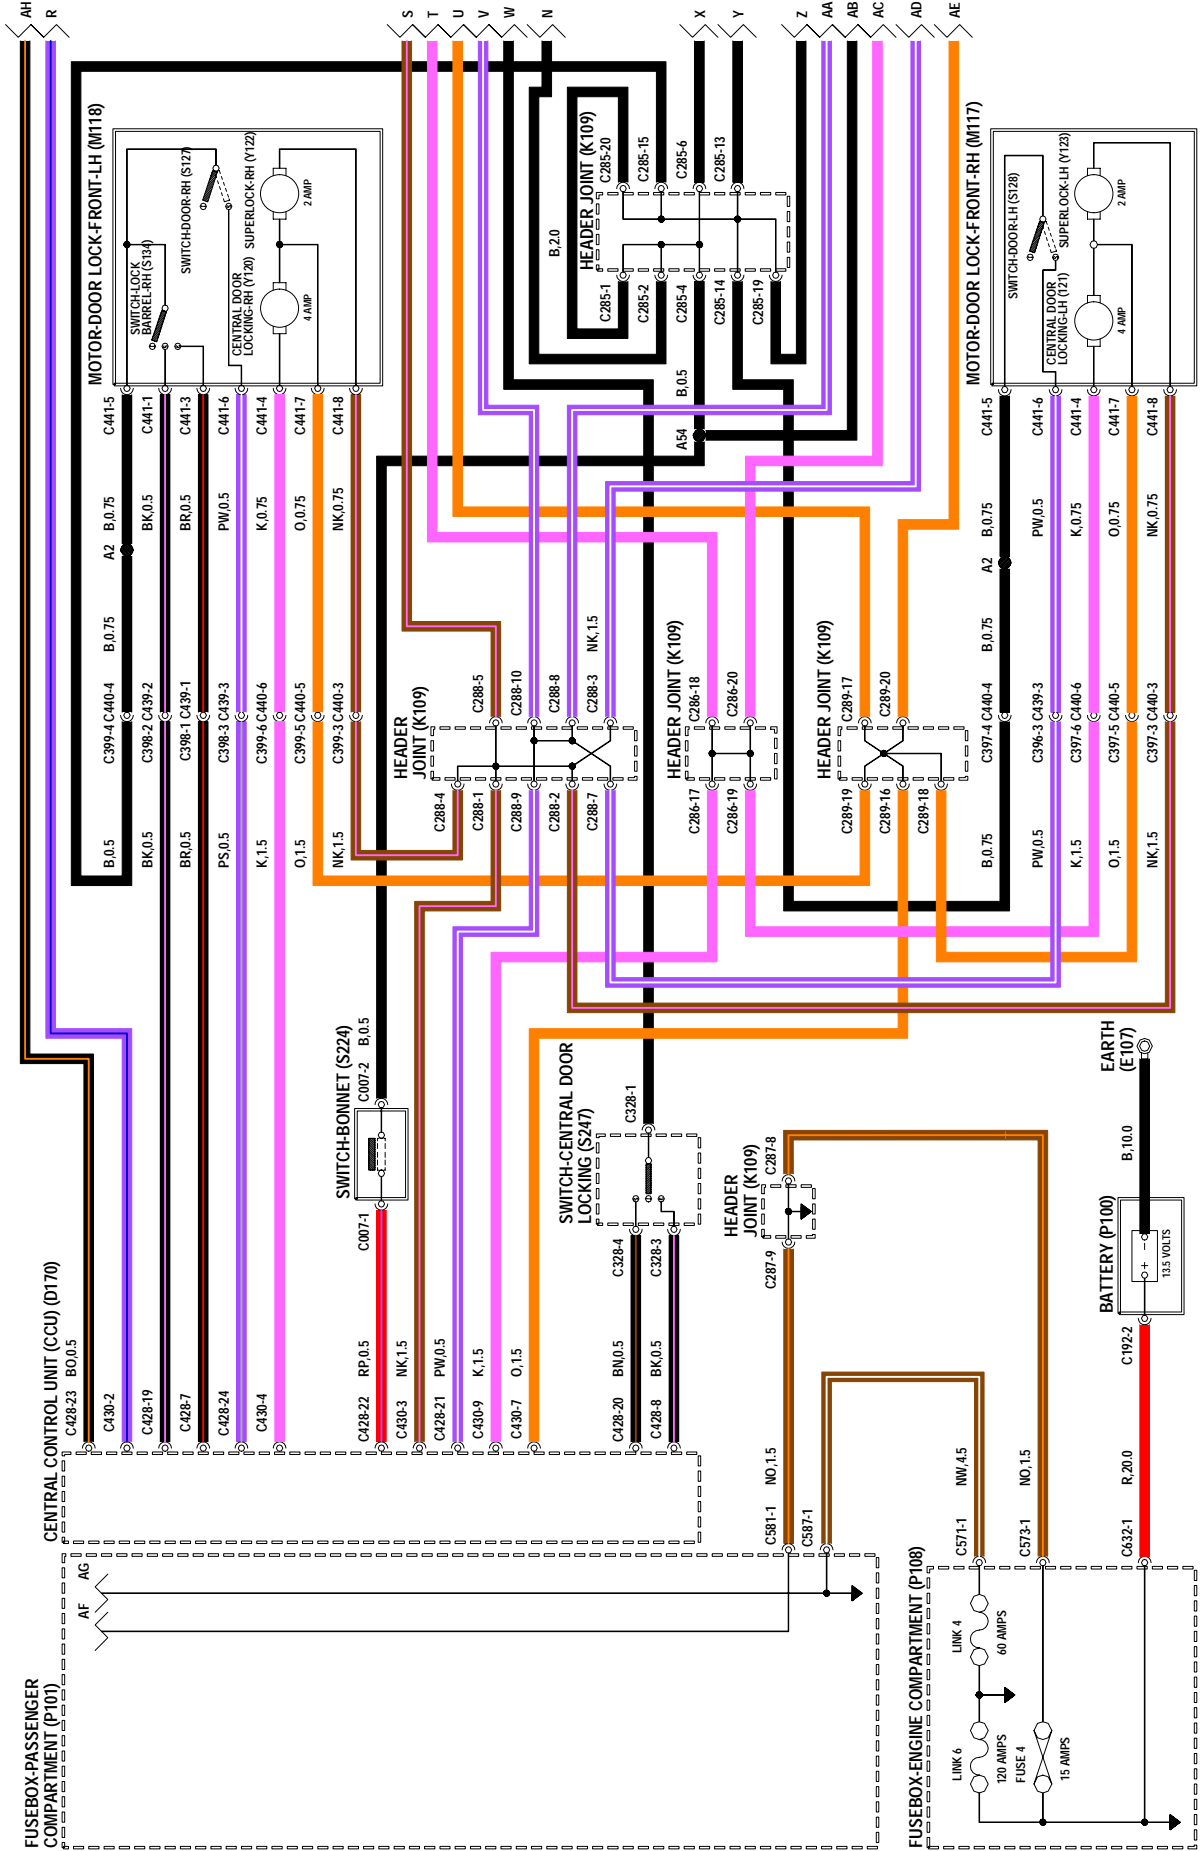 AH
R
S
T
U
V
W
N
X
Y
Z
AA
AB
AC
AD
AE
MOTOR-DOOR LOCK-FRONT-LH (M118)
SWITCH-LOCK
BARREL-RH (S134)
SWITCH-DOOR-RH (S127)
CENTRAL DOOR
LOCKING-RH (Y120)
SUPERLOCK-RH (Y122)
4 AMP
2 AMP
C441-5
C441-1
C441-3
C441-6
C441-4
C441-7
C441-8
B,0.75
BK,0.5
BR,0.5
PW,0.5
K,0.75
O,0.75
NK,0.75
A2
B,0.75
C399-4 C440-4
C398-2 C439-2
C398-1 C439-1
C398-3 C439-3
C399-6 C440-6
C399-5 C440-5
C399-3 C440-3
B,0.5
BK,0.5
BR,0.5
PS,0.5
K,1.5
O,1.5
NK,1.5
HEADER JOINT (K109)
C285-20
C285-15
C285-6
C285-13
B,2.0
C285-1
C285-2
C285-4
C285-14
C285-19
B,0.5
A54
MOTOR-DOOR LOCK-FRONT-RH (M117)
SWITCH-DOOR-LH (S128)
CENTRAL DOOR
LOCKING-LH (121)
SUPERLOCK-LH (Y123)
4 AMP
2 AMP
C441-5
C441-6
C441-4
C441-7
C441-8
B,0.75
PW,0.5
K,0.75
O,0.75
NK,0.75
A2
B,0.75
C397-4 C440-4
C396-3 C439-3
C397-6 C440-6
C397-5 C440-5
C397-3 C440-3
B,0.75
PW,0.5
K,1.5
O,1.5
NK,1.5
HEADER
JOINT (K109)
C288-5
C288-10
C288-8
C288-3
NK,1.5
C288-4
C288-1
C288-9
C288-2
C288-7
HEADER JOINT (K109)
C286-18
C286-20
C286-17
C286-19
HEADER JOINT (K109)
C289-17
C289-20
C289-19
C289-16
C289-18
SWITCH-BONNET (S224)
C007-2
B,0.5
C007-1
SWITCH-CENTRAL DOOR
LOCKING (S247)
C328-1
C328-4
C328-3
HEADER
JOINT (K109)
C287-8
C287-9
EARTH
(E107)
B,10.0
BATTERY (P100)
+ -
13.5 VOLTS
C192-2
CENTRAL CONTROL UNIT (CCU) (D170)
C428-23
BO,0.5
C430-2
C428-19
C428-7
C428-24
C430-4
C428-22
RP,0.5
C430-3
NK,1.5
C428-21
PW,0.5
C430-9
K,1.5
C430-7
O,1.5
C428-20
BN,0.5
C428-8
BK,0.5
FUSEBOX-PASSENGER
COMPARTMENT (P101)
AF
AG
C581-1
NO,1.5
C587-1
FUSEBOX-ENGINE COMPARTMENT (P108)
C571-1
NW,4.5
C573-1
NO,1.5
C632-1
R,20.0
LINK 6
120 AMPS
LINK 4
60 AMPS
FUSE 4
15 AMPS